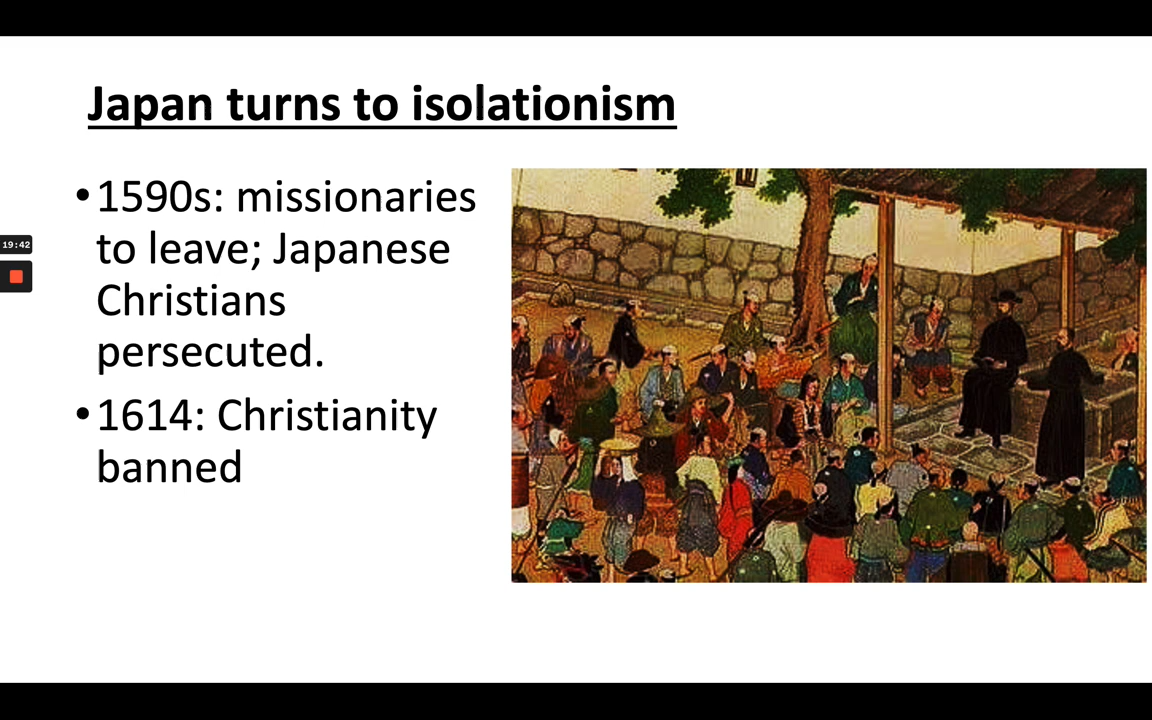 Japan turns to isolationism
•1590s: missionaries
to leave; Japanese
Christians
persecuted.
•1614: Christianity
banned
19:42